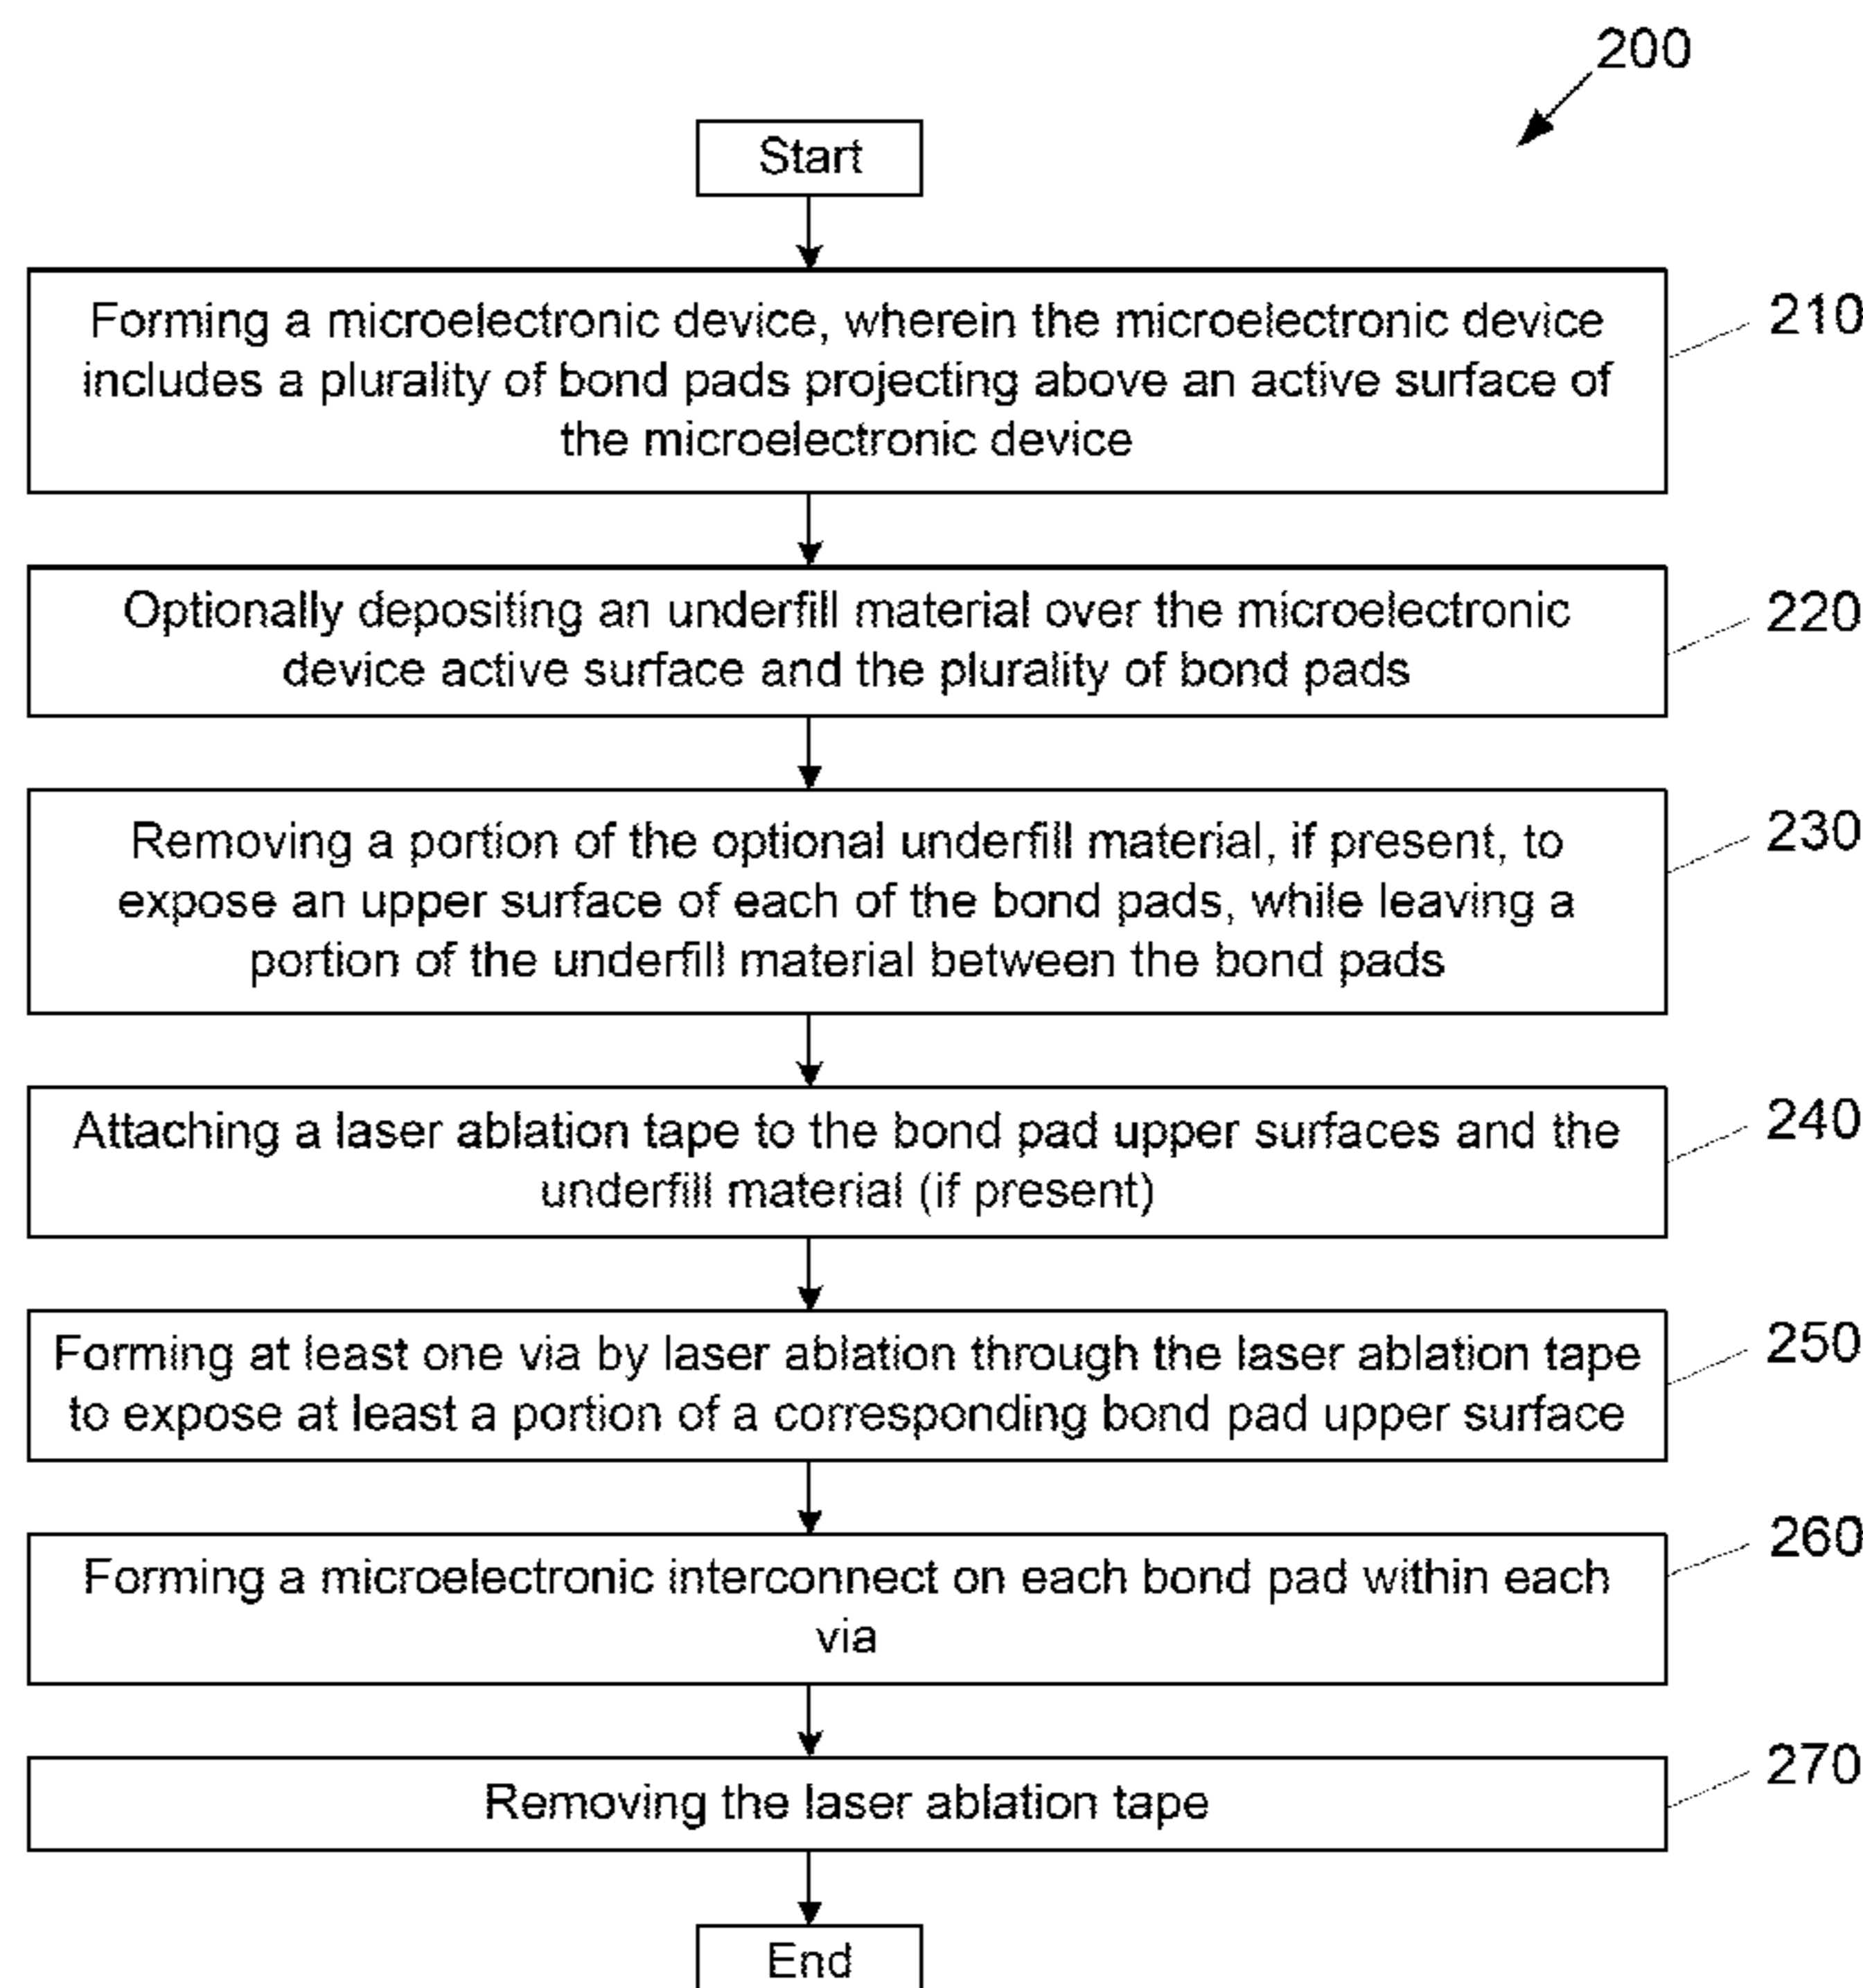 200
Start
Forming a microelectronic device, wherein the microelectronic device
includes a plurality of bond pads projecting above an active surface of
the microelectronic device
210
Optionally depositing an underfill material over the microelectronic
device active surface and the plurality of bond pads
220
Removing a portion of the optional underfill material, if present, to
expose an upper surface of each of the bond pads, while leaving a
portion of the underfill material between the bond pads
230
Attaching a laser ablation tape to the bond pad upper surfaces and the
underfill material (if present)
240
Forming at least one via by laser ablation through the laser ablation tape
to expose at least a portion of a corresponding bond pad upper surface
250
Forming a microelectronic interconnect on each bond pad within each
via
260
Removing the laser ablation tape
270
End